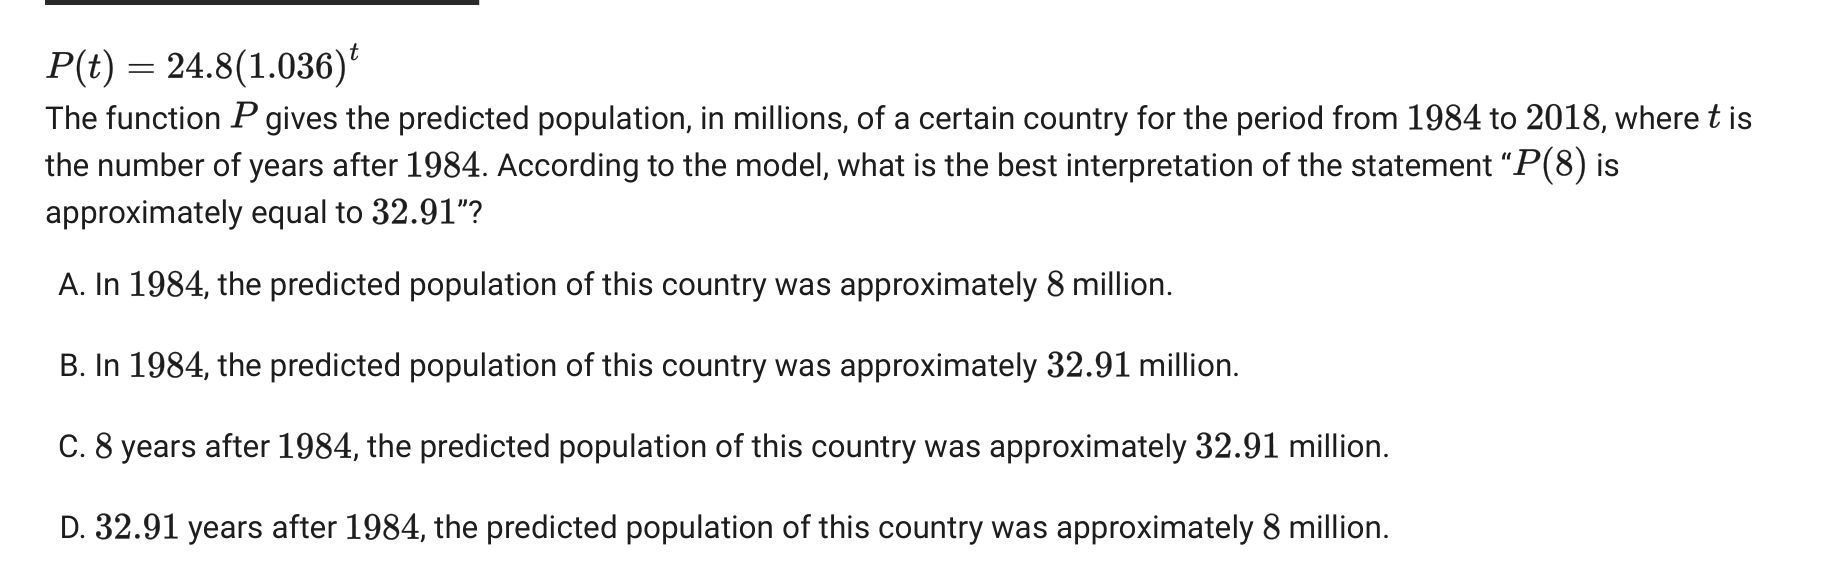 P(t) = 24.8(1.036)^t
The function P gives the predicted population, in millions, of a certain country for the period from 1984 to 2018, where t is
the number of years after 1984. According to the model, what is the best interpretation of the statement “P(8) is
approximately equal to 32.91”?
A. In 1984, the predicted population of this country was approximately 8 million.
B. In 1984, the predicted population of this country was approximately 32.91 million.
C. 8 years after 1984, the predicted population of this country was approximately 32.91 million.
D. 32.91 years after 1984, the predicted population of this country was approximately 8 million.